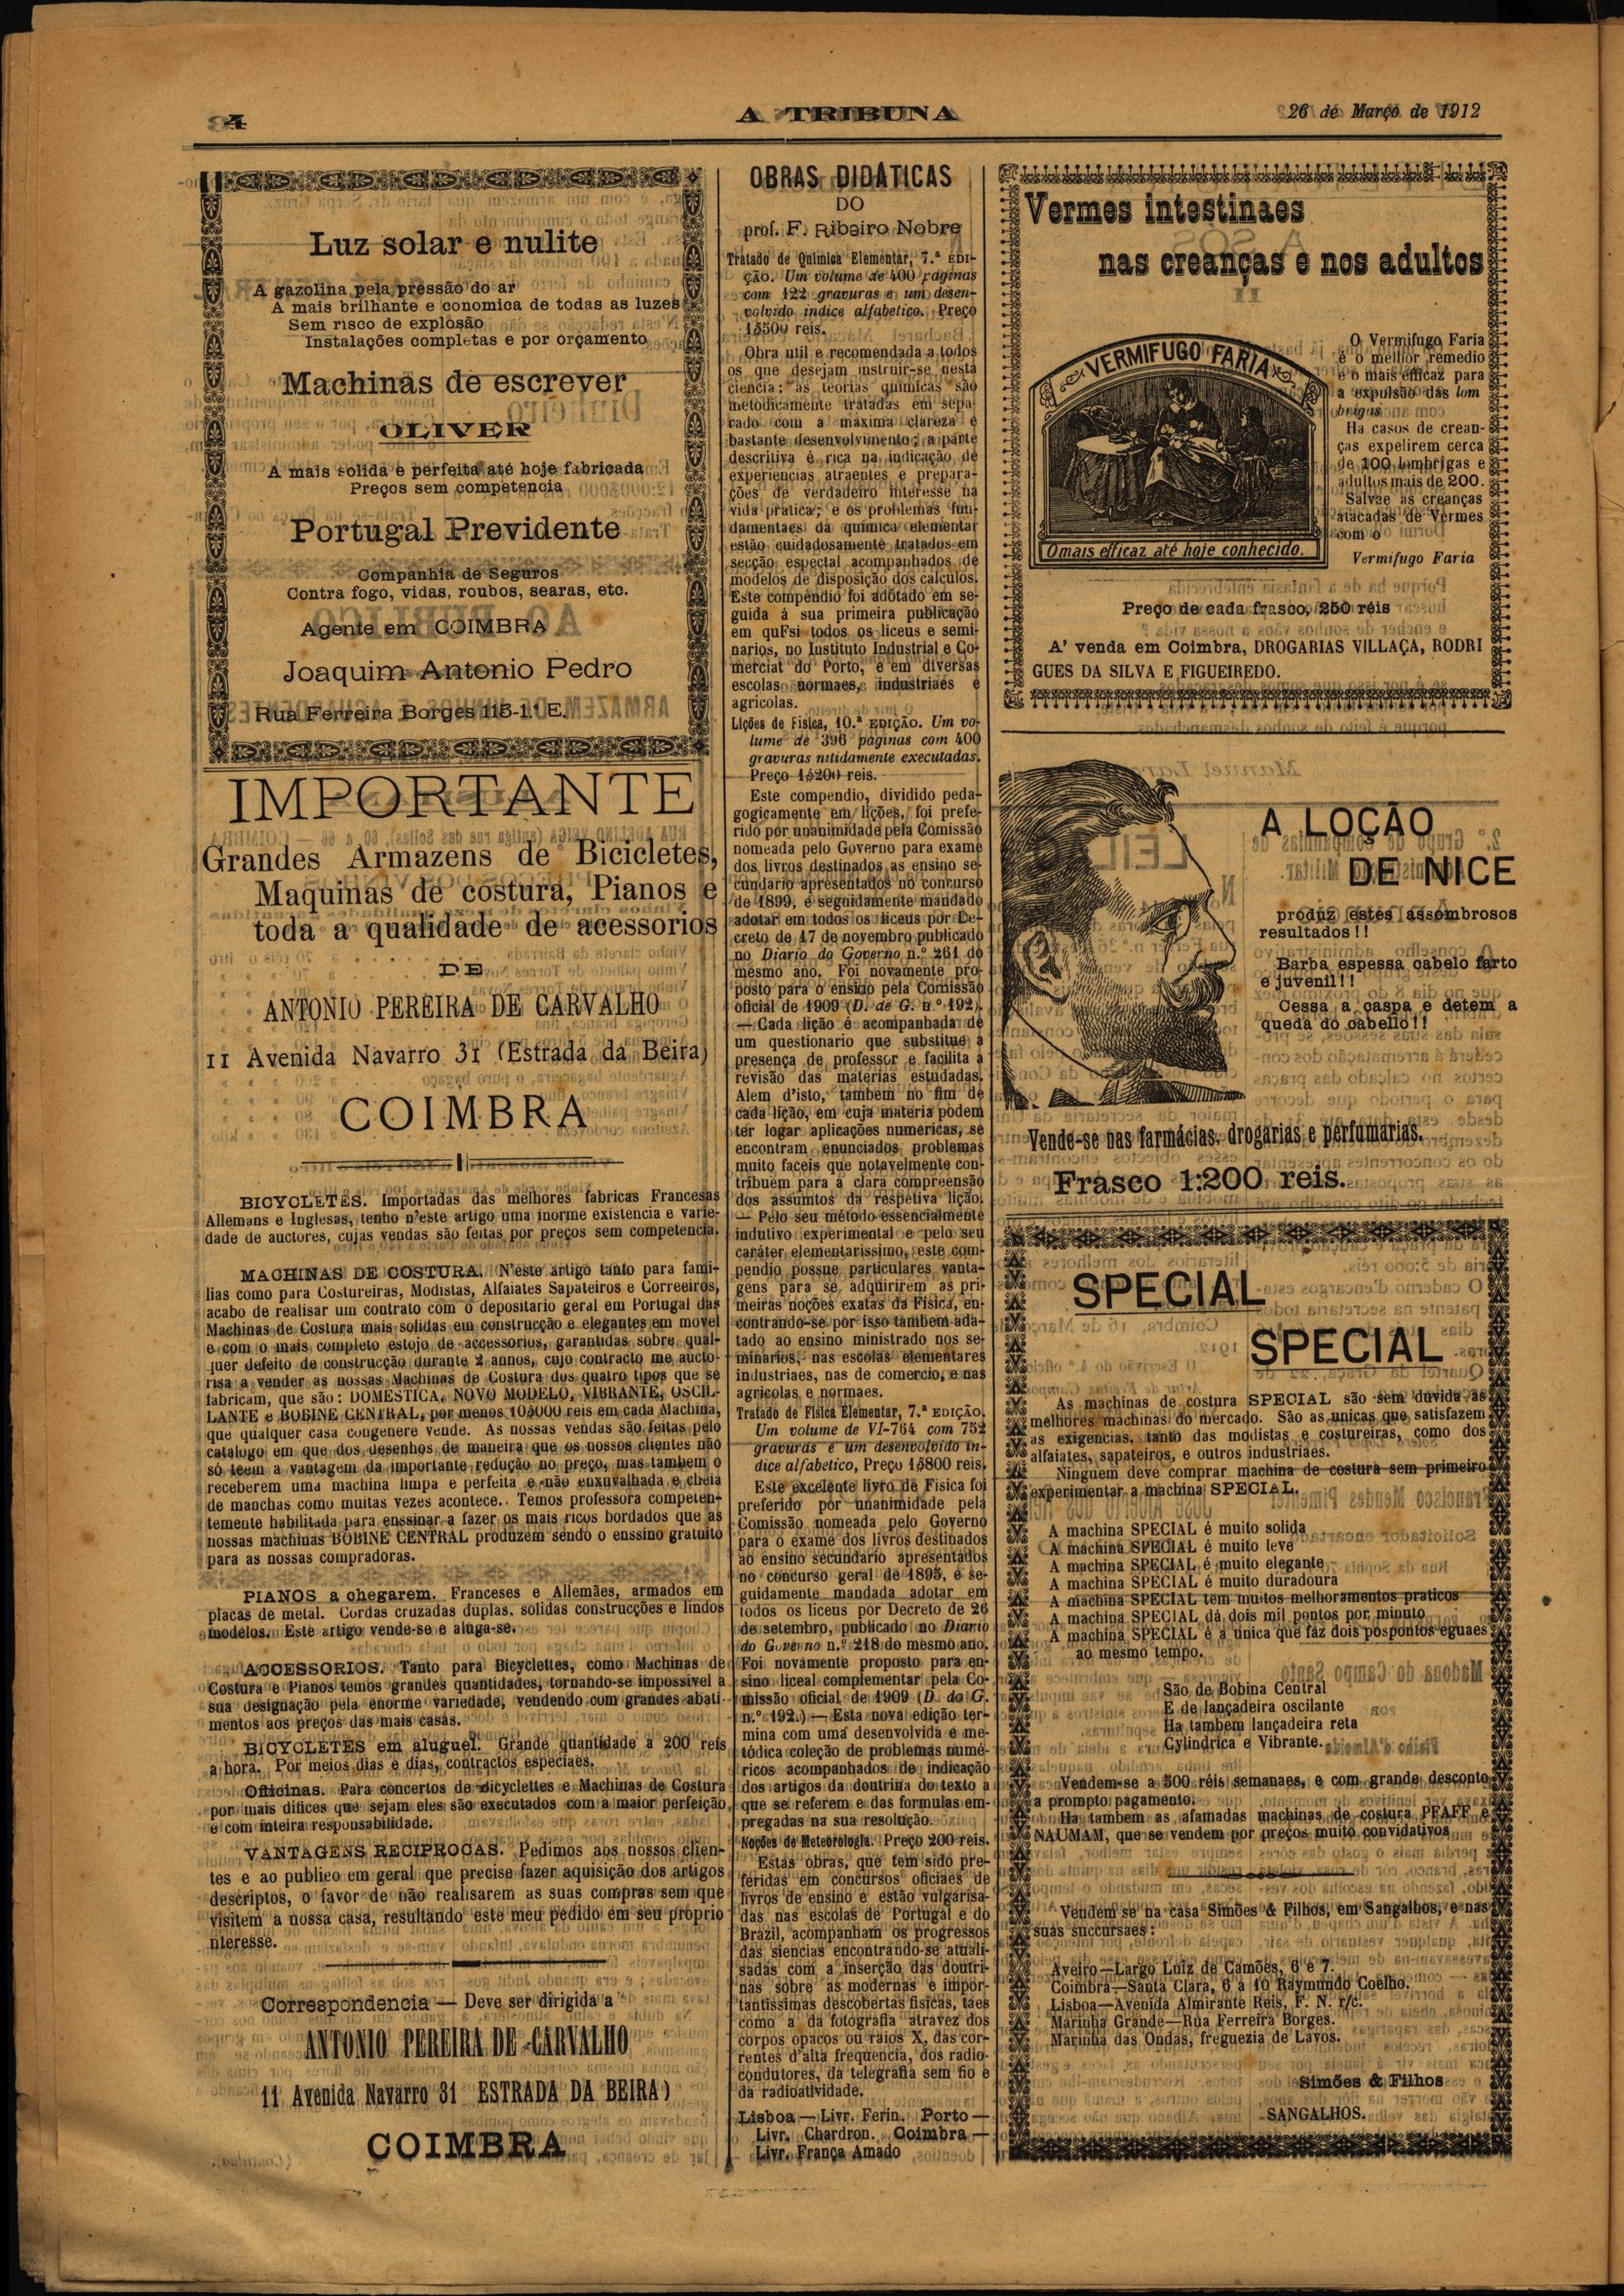 4
A TRIBUNA
26 de Março de 1912
Luz solar e nulite
A gazolina pela pressão do ar
A mais brilhante e conomica de todas as luzes
Sem risco de explosão
Instalações completas e por orçamento
Machinas de escrever
OLIVER
A mais solida e perfeita até hoje fabricada
Preços sem competencia
Portugal Previdente
Companhia de Seguros
Contra fogo, vidas, roubos, searas, etc.
Agente em COIMBRA
Joaquim Antonio Pedro
Rua Ferreira Borges 115-1.º E.
IMPORTANTE
Grandes Armazens de Bicicletes,
Maquinas de costura, Pianos e
toda a qualidade de acessorios
DE
ANTONIO PEREIRA DE CARVALHO
11 Avenida Navarro 31 (Estrada da Beira)
COIMBRA
BICYCLETES. Importadas das melhores fabricas Francesas
Allemans e Inglesas, tenho n'este artigo uma inorme existencia e varie-
dade de auctores, cujas vendas são feitas por preços sem competencia.
MACHINAS DE COSTURA. N'este artigo tanto para fami-
lias como para Costureiras, Modistas, Alfaiates Sapateiros e Correeiros,
acabo de realisar um contrato com o depositario geral em Portugal das
Machinas de Costura mais solidas em construcção e elegantes em movel
e com o mais completo estojo de accessorios, garantidas sobre qual-
quer defeito de construcção durante 2 annos, cujo contracto me aucto-
risa a vender as nossas Machinas de Costura dos quatro tipos que se
fabricam, que são: DOMESTICA, NOVO MODELO, VIBRANTE, OSCIL-
LANTE e BOBINE CENTRAL, por menos 10$000 reis em cada Machina,
que qualquer casa congenere vende. As nossas vendas são feitas pelo
catalogo em que dos desenhos de maneira que os nossos clientes não
só teem a vantagem da importante redução no preço, mas tambem o
receberem uma machina limpa e perfeita e não enxuvalhada e cheia
de manchas como muitas vezes acontece. Temos professora competen-
temente habilitada para enssinar a fazer os mais ricos bordados que as
nossas machinas BOBINE CENTRAL produzem sendo o enssino gratuito
para as nossas compradoras.
PIANOS a chegarem. Franceses e Allemães, armados em
placas de metal. Cordas cruzadas duplas, solidas construcções e lindos
modelos. Este artigo vende-se e aluga-se.
ACCESSORIOS. Tanto para Bicyclettes, como Machinas de
Costura e Pianos temos grandes quantidades, tornando-se impossivel a
sua designação pela enorme variedade, vendendo com grandes abati-
mentos aos preços das mais casas.
BICYCLETES em aluguel. Grande quantidade a 200 reis
a hora. Por meios dias e dias, contractos especiaes.
Officinas. Para concertos de Bicyclettes e Machinas de Costura
por mais dificeis que sejam eles são executados com a maior perfeição
e com inteira responsabilidade.
VANTAGENS RECIPROCAS. Pedimos aos nossos clien-
tes e ao publico em geral que precise fazer aquisição dos artigos
descriptos, o favor de não realisarem as suas compras sem que
visitem a nossa casa, resultando este meu pedido em seu proprio
nteresse.
Correspondencia — Deve ser dirigida a
ANTONIO PEREIRA DE CARVALHO
11 Avenida Navarro 31 ESTRADA DA BEIRA)
COIMBRA
OBRAS DIDÁTICAS
DO
prof. F. Ribeiro Nobre
Tratado de Quimica Elementar, 7.ª EDI-
ÇÃO. Um volume de 400 paginas
com 122 gravuras e um desen-
volvido indice alfabetico. Preço
1$500 reis.
Obra util e recomendada a todos
os que desejam instruir-se nesta
ciencia: as teorias quimicas são
metodicamente tratadas em sepa
rado com a maxima clareza e
bastante desenvolvimento; a parte
descritiva é rica na indicação de
experiencias atraentes e prepara-
ções de verdadeiro interesse na
vida pratica; e os problemas fun-
damentaes da quimica elementar
estão cuidadosamente tratados em
secção espectal acompanhados de
modelos de disposição dos calculos.
Este compendio foi adótado em se-
guida á sua primeira publicação
em quFsi todos os liceus e semi-
narios, no Instituto Industrial e Co-
mercial do Porto, e em diversas
escolas normaes, industriaes e
agricolas.
Lições de Fisica, 10.ª EDIÇÃO. Um vo-
lume de 396 paginas com 400
gravuras nitidamente executadas.
Preço 1$200 reis.
Este compendio, dividido peda-
gogicamente em lições, foi prefe-
rido por unanimidade pela Comissão
nomeada pelo Governo para exame
dos livros destinados as ensino se-
cundario apresentados no concurso
de 1899, e seguidamente mandado
adotar em todos os liceus por De-
creto de 17 de novembro publicado
no Diario do Governo n.º 261 do
mesmo ano. Foi novamente pro-
posto para o ensino pela Comissão
oficial de 1909 (D. de G. n.º 192).
— Cada lição é acompanhada de
um questionario que substitue a
presença de professor e facilita a
revisão das materias estudadas.
Alem d'isto, tambem no fim de
cada lição, em cuja materia podem
ter logar aplicações numericas, se
encontram enunciados problemas
muito faceis que notavelmente con-
tribuem para a clara compreensão
dos assumtos da respetiva lição.
— Pelo seu método essencialmente
indutivo experimental e pelo seu
caráter elementarissimo, este com-
pendio possue particulares vanta-
gens para se adquirirem as pri-
meiras noções exatas da Fisica, en-
contrando-se por isso tambem ada-
tado ao ensino ministrado nos se-
minarios, nas escolas elementares
industriaes, nas de comercio, e nas
agricolas e normaes.
Tratado de Fisica Elementar, 7.ª EDIÇÃO.
Um volume de VI-764 com 752
gravuras e um desenvolvido in-
dice alfabetico, Preço 1$800 reis.
Este excelente livro de Fisica foi
preferido por unanimidade pela
Comissão nomeada pelo Governo
para o exame dos livros destinados
ao ensino secundario apresentados
no concurso geral de 1895, e se-
guidamente mandada adotar em
todos os liceus por Decreto de 26
de setembro, publicado no Diario
do Governo n.º 218 do mesmo ano.
Foi novamente proposto para en-
sino liceal complementar pela Co-
missão oficial de 1909 (D. do G.
n.º 192.) — Esta nova edição ter-
mina com uma desenvolvida e me-
tódica coleção de problemas numé-
ricos acompanhados de indicação
dos artigos da doutrina do texto a
que se referem e das formulas em-
pregadas na sua resolução.
Noções de Meteorologia. Preço 200 reis.
Estas obras, que tem sido pre-
feridas em concursos oficiaes de
livros de ensino e estão vulgarisa-
das nas escolas de Portugal e do
Brazil, acompanham os progressos
das siencias encontrando-se atuali-
sadas com a inserção das doutri-
nas sobre as modernas e impor-
tantissimas descobertas fisicas, taes
como a da fotografia atravez dos
corpos opacos ou raios X, das cor-
rentes d'alta frequencia, dos radio-
condutores, da telegrafia sem fio e
da radioatividade.
Lisboa — Livr. Ferin. Porto —
Livr. Chardron. Coimbra —
Livr. França Amado
Vermes intestinaes
nas creanças e nos adultos
VERMIFUGO FARIA
O mais efficaz até hoje conhecido.
O Vermifugo Faria
é o melhor remedio
e o mais efficaz para
a expulsão das lom
brigas
Ha casos de crean-
ças expelirem cerca
de 100 lombrigas e
adultos mais de 200.
Salvae as creanças
atacadas de Vermes
com o
Vermifugo Faria
Preço de cada frasco, 250 réis
A' venda em Coimbra, DROGARIAS VILLAÇA, RODRI
GUES DA SILVA E FIGUEIREDO.
A LOÇÃO
DE NICE
produz estes assombrosos
resultados!!
Barba espessa cabelo farto
e juvenil!!
Cessa a caspa e detem a
queda do cabello!!
Vende-se nas farmácias, drogarias e perfumarias.
Frasco 1:200 reis.
SPECIAL
SPECIAL
As machinas de costura SPECIAL são sem duvida as
melhores machinas do mercado. São as unicas que satisfazem
as exigencias, tanto das modistas e costureiras, como dos
alfaiates, sapateiros, e outros industriaes.
Ninguem deve comprar machina de costura sem primeiro
experimentar a machina SPECIAL.
A machina SPECIAL é muito solida
A machina SPECIAL é muito leve
A machina SPECIAL é muito elegante
A machina SPECIAL é muito duradoura
A machina SPECIAL tem muitos melhoramentos praticos
A machina SPECIAL dá dois mil pontos por minuto
A machina SPECIAL é a unica que faz dois pospontos eguaes
ao mesmo tempo.
São de Bobina Central
E de lançadeira oscilante
Ha tambem lançadeira reta
Cylindrica e Vibrante.
Vendem-se a 500 réis semanaes, e com grande desconto
a prompto pagamento.
Ha tambem as afamadas machinas de costura PFAFF e
NAUMAM, que se vendem por preços muito convidativos
Vendem se na casa Simões & Filhos, em Sangalhos, e nas
suas succursaes:
Aveiro—Largo Luiz de Camões, 6 e 7.
Coimbra—Santa Clara, 6 a 10 Raymundo Coelho.
Lisboa—Avenida Almirante Reis, F. N. r/c.
Marinha Grande—Rua Ferreira Borges.
Marinha das Ondas, freguezia de Lavos.
Simões & Filhos
SANGALHOS.